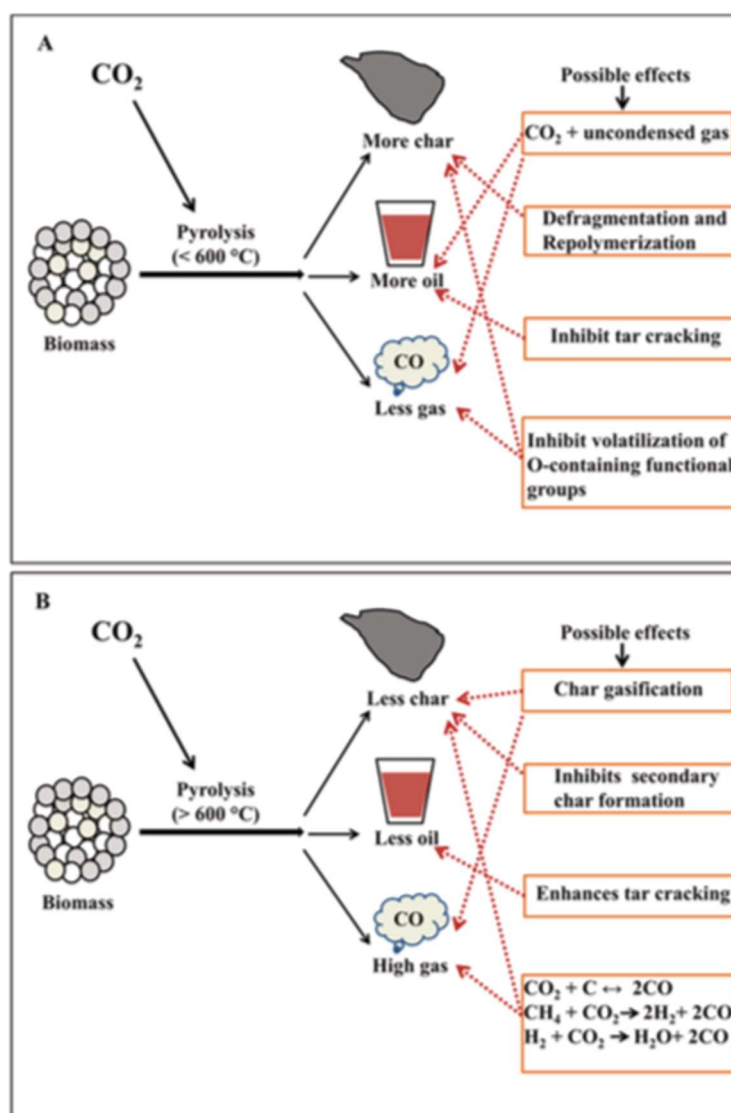 A
CO₂
Possible effects
CO₂ + uncondensed gas
More char
Pyrolysis
(< 600 °C)
Defragmentation and
Repolymerization
More oil
Biomass
Inhibit tar cracking
CO
Less gas
Inhibit volatilization of
O-containing functional
groups
B
CO₂
Possible effects
Char gasification
Less char
Pyrolysis
(> 600 °C)
Inhibits secondary
char formation
Less oil
Biomass
Enhances tar cracking
CO
High gas
CO₂ + C ↔ 2CO
CH₄ + CO₂→ 2H₂+ 2CO
H₂ + CO₂ → H₂O+ 2CO